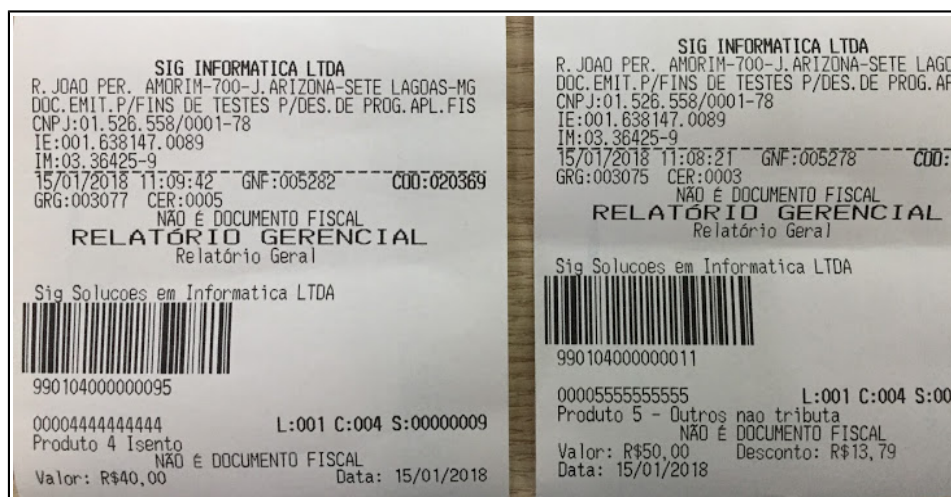 SIG INFORMATICA LTDA
R. JOAO PER. AMORIM-700-J.ARIZONA-SETE LAGOAS-MG
DOC.EMIT.P/FINS DE TESTES P/DES.DE PROG.APL.FIS
CNPJ:01.526.558/0001-78
IE:001.638147.0089
IM:03.36425-9
15/01/2018 11:09:42 GNF:005282 COO:020369
GRG:003077 CER:0005
NÃO É DOCUMENTO FISCAL
RELATÓRIO GERENCIAL
Relatório Geral
Sig Solucoes em Informatica LTDA
990104000000095
00004444444444 L:001 C:004 S:00000009
Produto 4 Isento
NÃO É DOCUMENTO FISCAL
Valor: R$40,00 Data: 15/01/2018
SIG INFORMATICA LTDA
R. JOAO PER. AMORIM-700-J.ARIZONA-SETE LAGO
DOC.EMIT.P/FINS DE TESTES P/DES.DE PROG.AP
CNPJ:01.526.558/0001-78
IE:001.638147.0089
IM:03.36425-9
15/01/2018 11:08:21 GNF:005278 COO:
GRG:003075 CER:0003
NÃO É DOCUMENTO FISCAL
RELATÓRIO GERENCIAL
Relatório Geral
Sig Solucoes em Informatica LTDA
990104000000011
00005555555555 L:001 C:004 S:00
Produto 5 - Outros nao tributa
NÃO É DOCUMENTO FISCAL
Valor: R$50,00 Desconto: R$13,79
Data: 15/01/2018